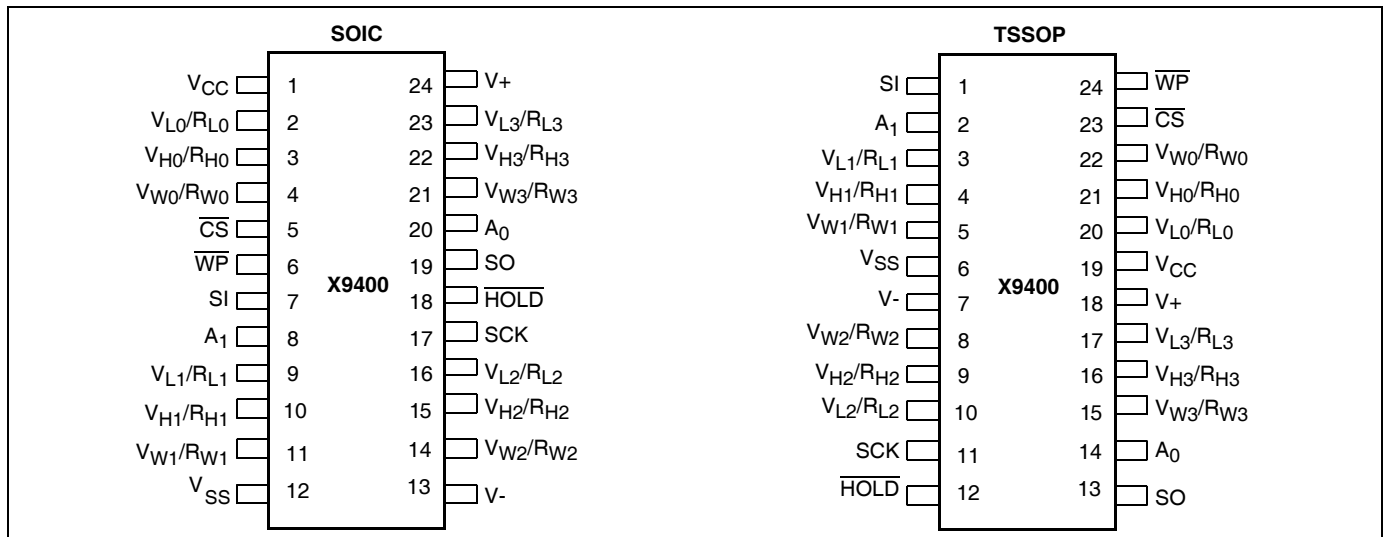 SOIC
VCC 1 24 V+
VL0/RL0 2 23 VL3/RL3
VH0/RH0 3 22 VH3/RH3
VW0/RW0 4 21 VW3/RW3
CS 5 20 A0
WP 6 19 SO
X9400
SI 7 18 HOLD
A1 8 17 SCK
VL1/RL1 9 16 VL2/RL2
VH1/RH1 10 15 VH2/RH2
VW1/RW1 11 14 VW2/RW2
VSS 12 13 V-
TSSOP
SI 1 24 WP
A1 2 23 CS
VL1/RL1 3 22 VW0/RW0
VH1/RH1 4 21 VH0/RH0
VW1/RW1 5 20 VL0/RL0
VSS 6 19 VCC
X9400
V- 7 18 V+
VW2/RW2 8 17 VL3/RL3
VH2/RH2 9 16 VH3/RH3
VL2/RL2 10 15 VW3/RW3
SCK 11 14 A0
HOLD 12 13 SO